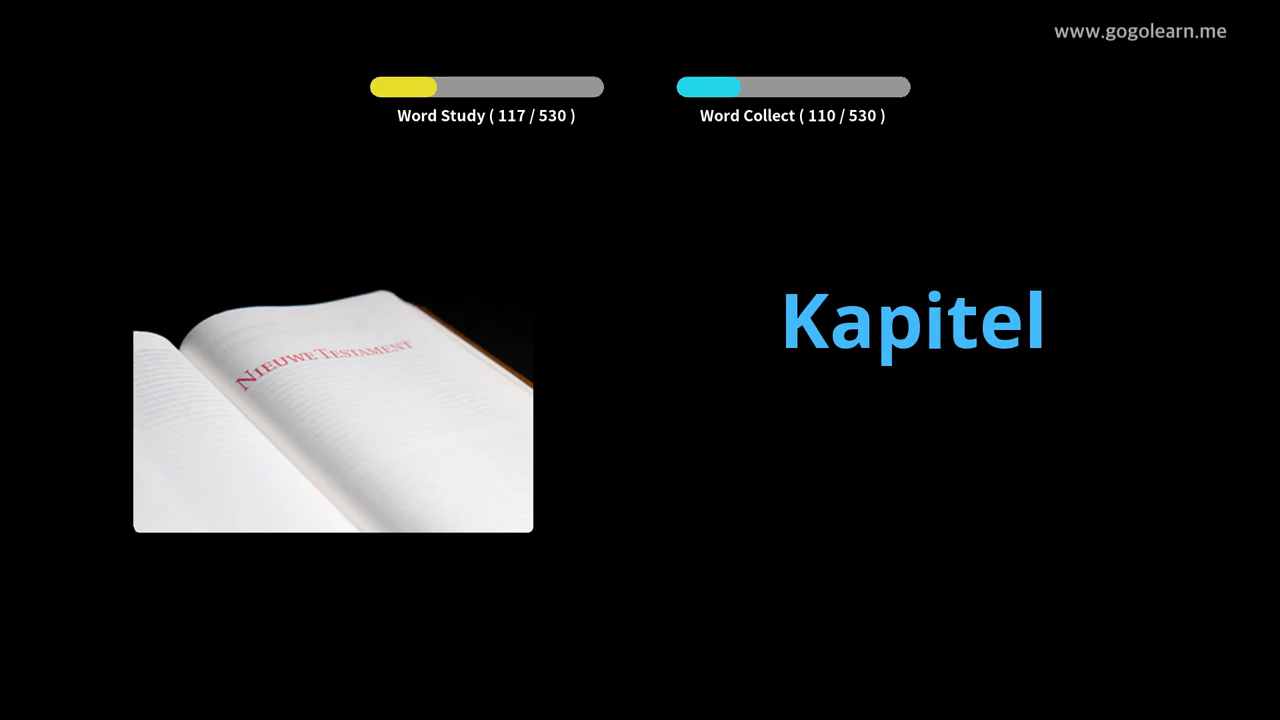 www.gogolearn.me
Word Study ( 117 / 530 )
Word Collect ( 110 / 530 )
NIEUWE TESTAMENT
Kapitel